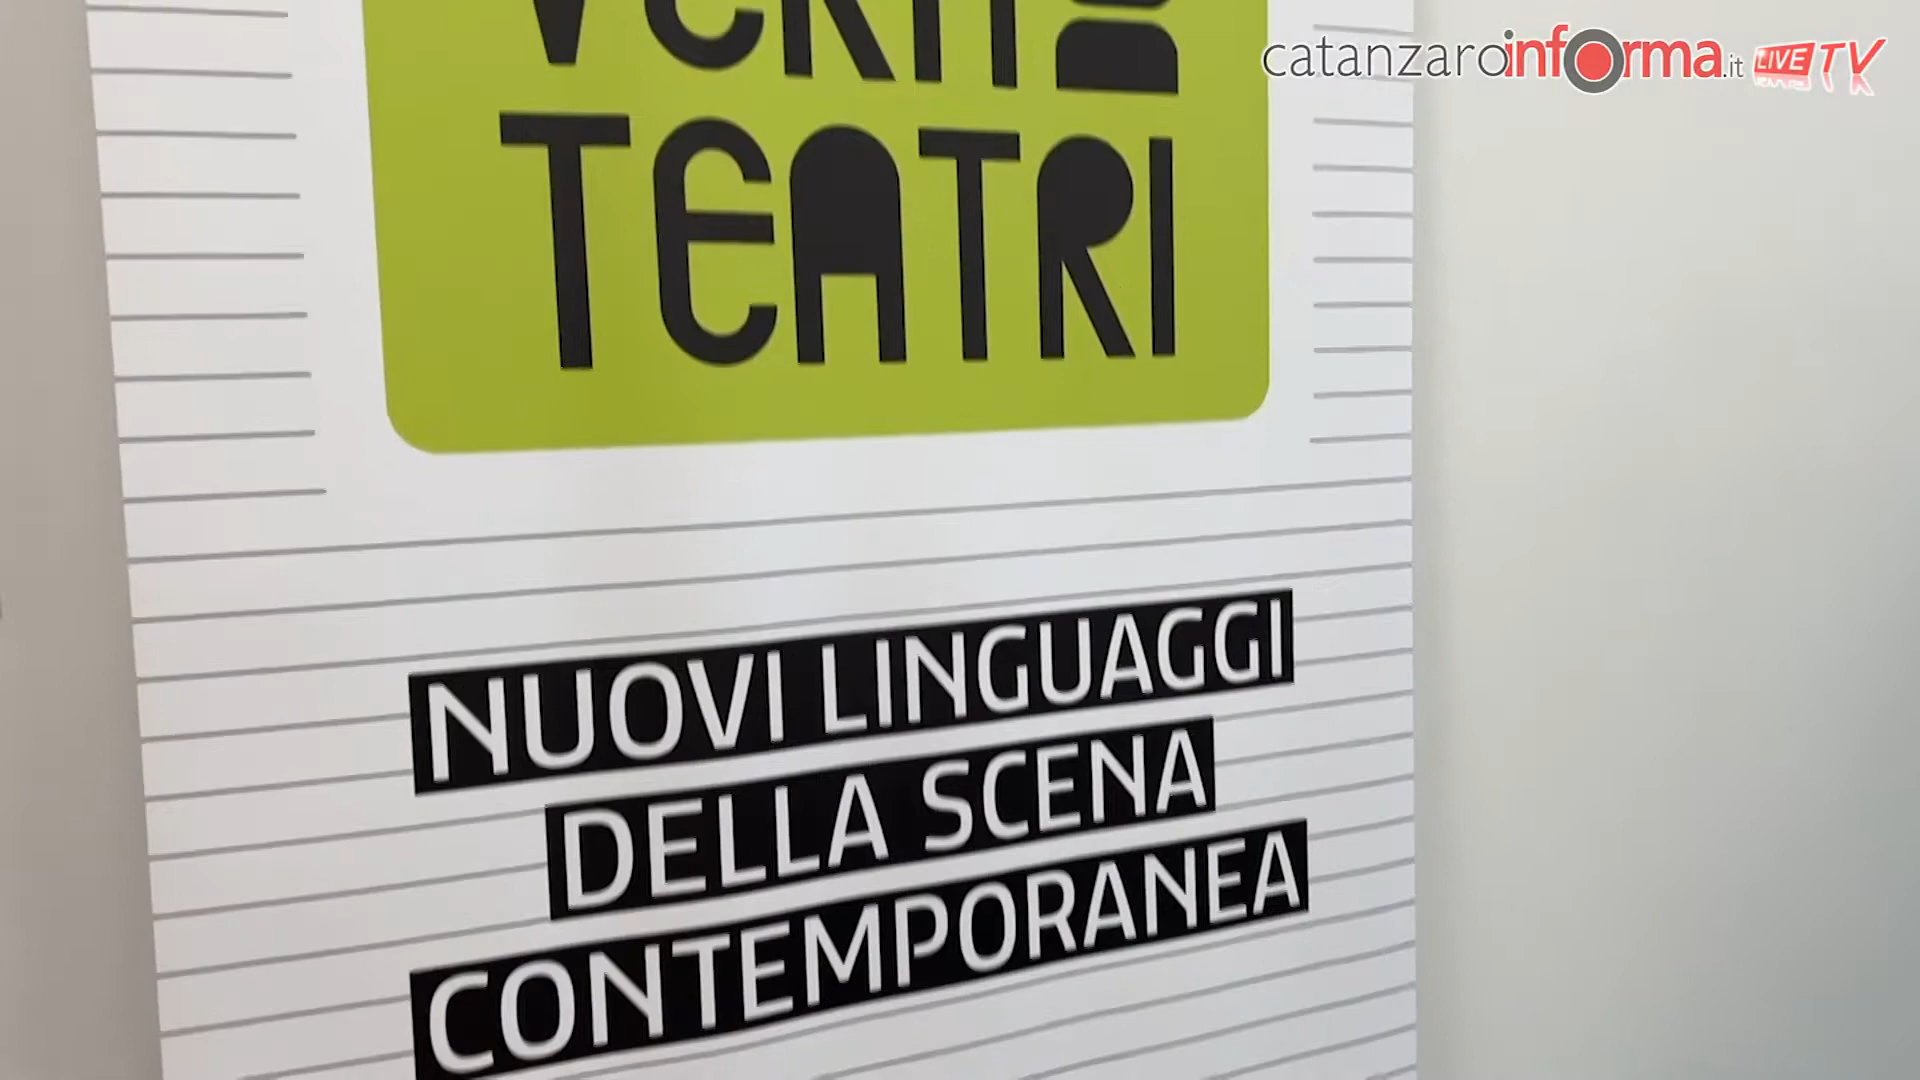 catanzaroinforma.it LIVE TV
TEATRI
NUOVI LINGUAGGI
DELLA SCENA
CONTEMPORANEA